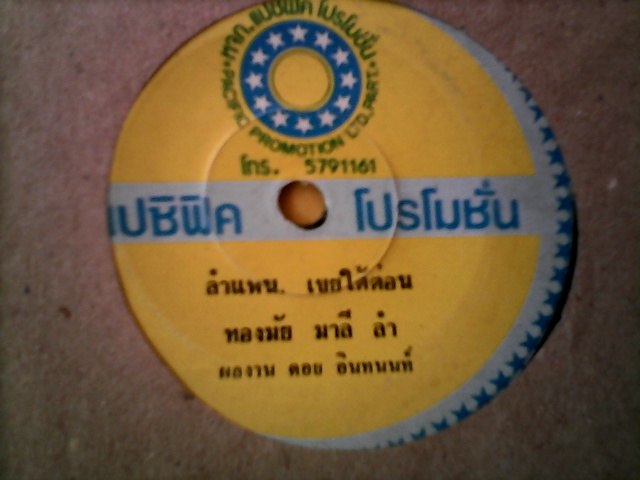 หจก. แปซิฟิค โปรโมชั่น
PACIFIC PROMOTION LTD., PART.
โทร. 5791161
แปซิฟิค โปรโมชั่น
ลำแพน. เขยใต้ต่อน
ทองมัย มาลี ลำ
ผลงาน ดอย อินทนนท์